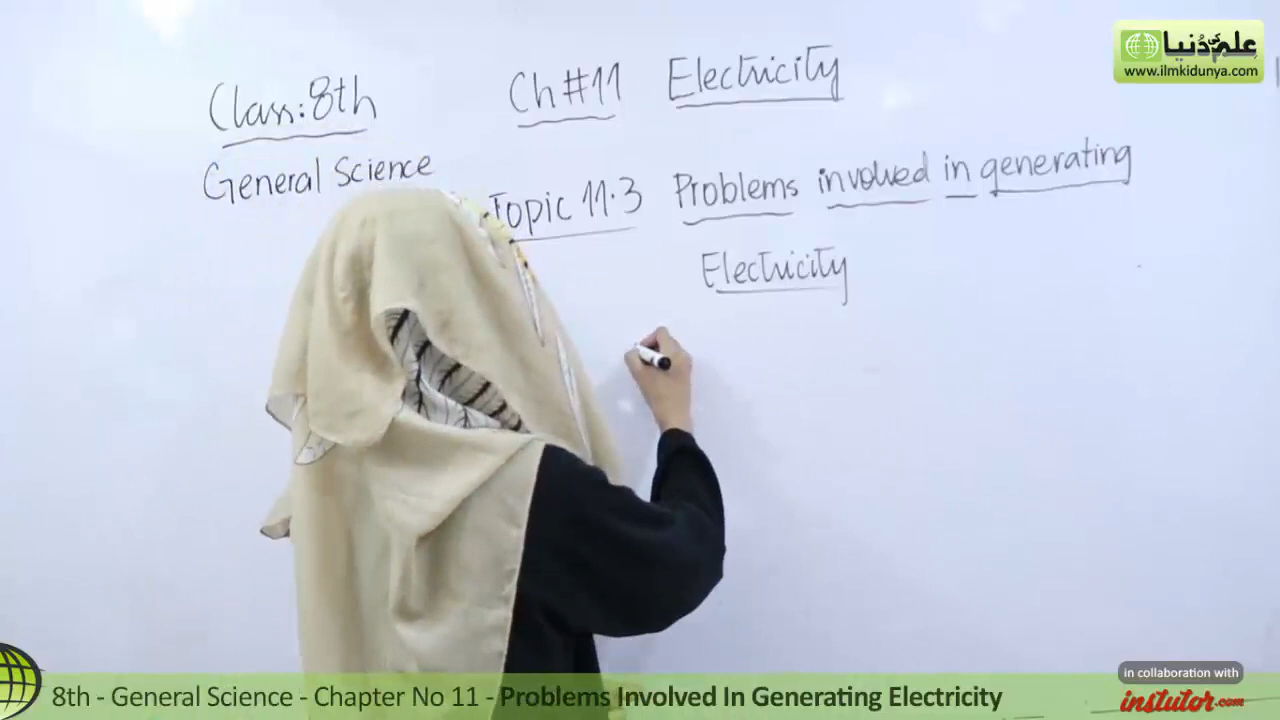 علم کی دُنیا
www.ilmkidunya.com
Class:8th
Ch#11 Electricity
General Science
Topic 11.3 Problems involved in generating
Electricity
in collaboration with
instutor.com
8th - General Science - Chapter No 11 - Problems Involved In Generating Electricity